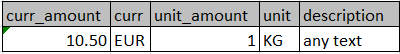 curr_amount curr unit_amount unit description
10.50 EUR 1 KG any text